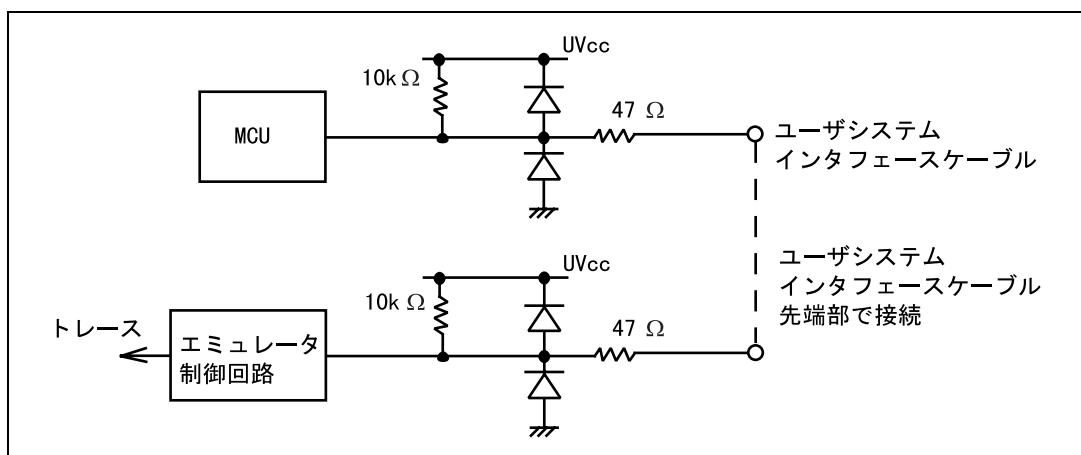 UVcc
10k Ω
47 Ω
MCU
ユーザシステム
インタフェースケーブル
ユーザシステム
インタフェースケーブル
先端部で接続
UVcc
10k Ω
47 Ω
トレース
エミュレータ
制御回路